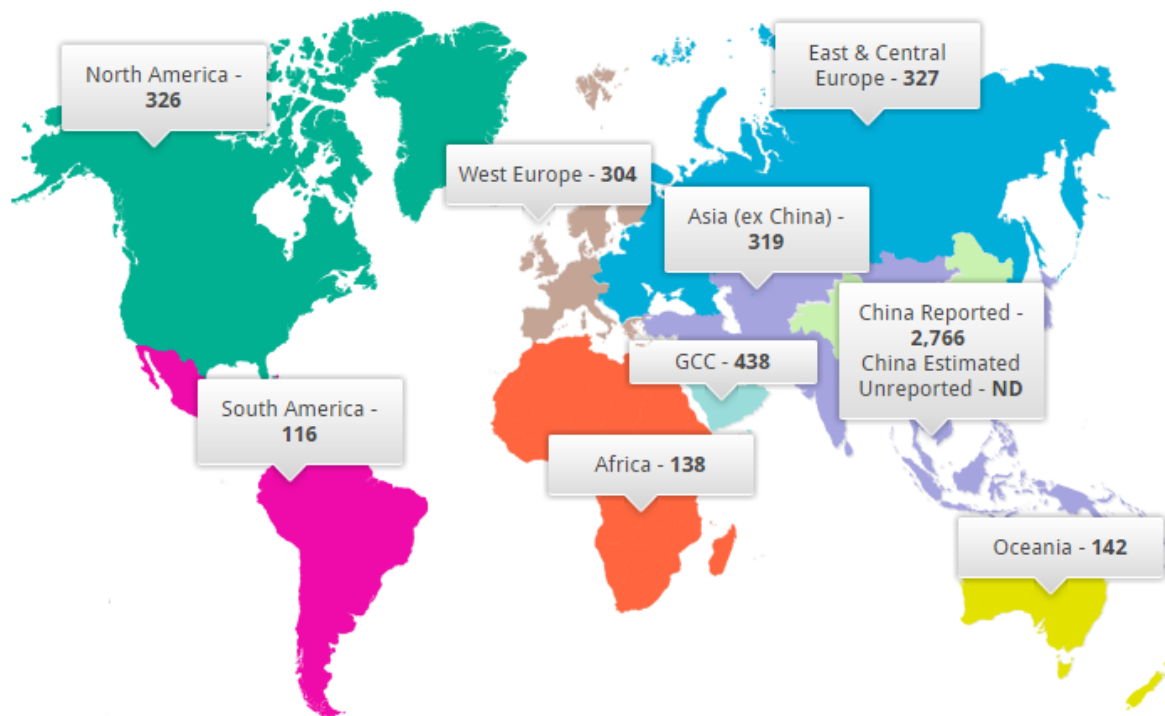 North America -
326
East & Central
Europe - 327
West Europe - 304
Asia (ex China) -
319
China Reported -
2,766
China Estimated
Unreported - ND
GCC - 438
South America -
116
Africa - 138
Oceania - 142